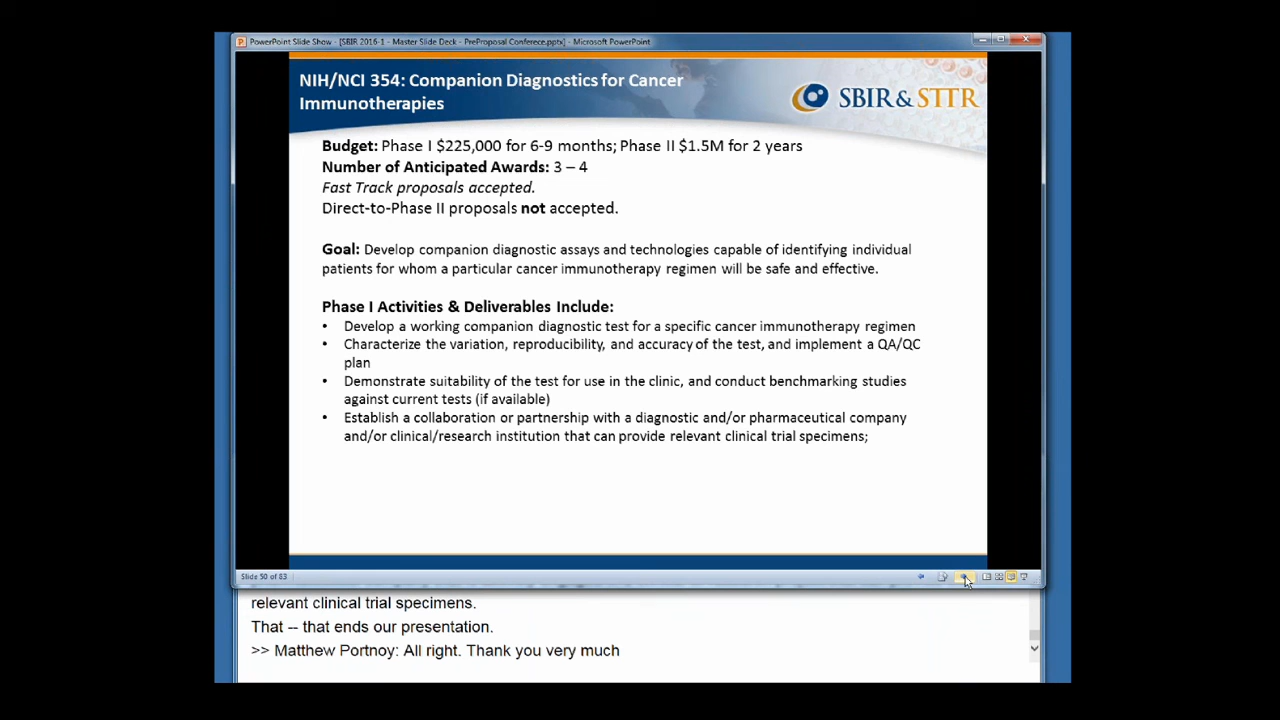 PowerPoint Slide Show - [SBIR 2016-1 - Master Slide Deck - PreProposal Conferece.pptx] - Microsoft PowerPoint
NIH/NCI 354: Companion Diagnostics for Cancer
Immunotherapies
SBIR & STTR
Budget: Phase I $225,000 for 6-9 months; Phase II $1.5M for 2 years
Number of Anticipated Awards: 3 – 4
Fast Track proposals accepted.
Direct-to-Phase II proposals not accepted.
Goal: Develop companion diagnostic assays and technologies capable of identifying individual
patients for whom a particular cancer immunotherapy regimen will be safe and effective.
Phase I Activities & Deliverables Include:
• Develop a working companion diagnostic test for a specific cancer immunotherapy regimen
• Characterize the variation, reproducibility, and accuracy of the test, and implement a QA/QC
plan
• Demonstrate suitability of the test for use in the clinic, and conduct benchmarking studies
against current tests (if available)
• Establish a collaboration or partnership with a diagnostic and/or pharmaceutical company
and/or clinical/research institution that can provide relevant clinical trial specimens;
Slide 50 of 83
relevant clinical trial specimens.
That -- that ends our presentation.
>> Matthew Portnoy: All right. Thank you very much